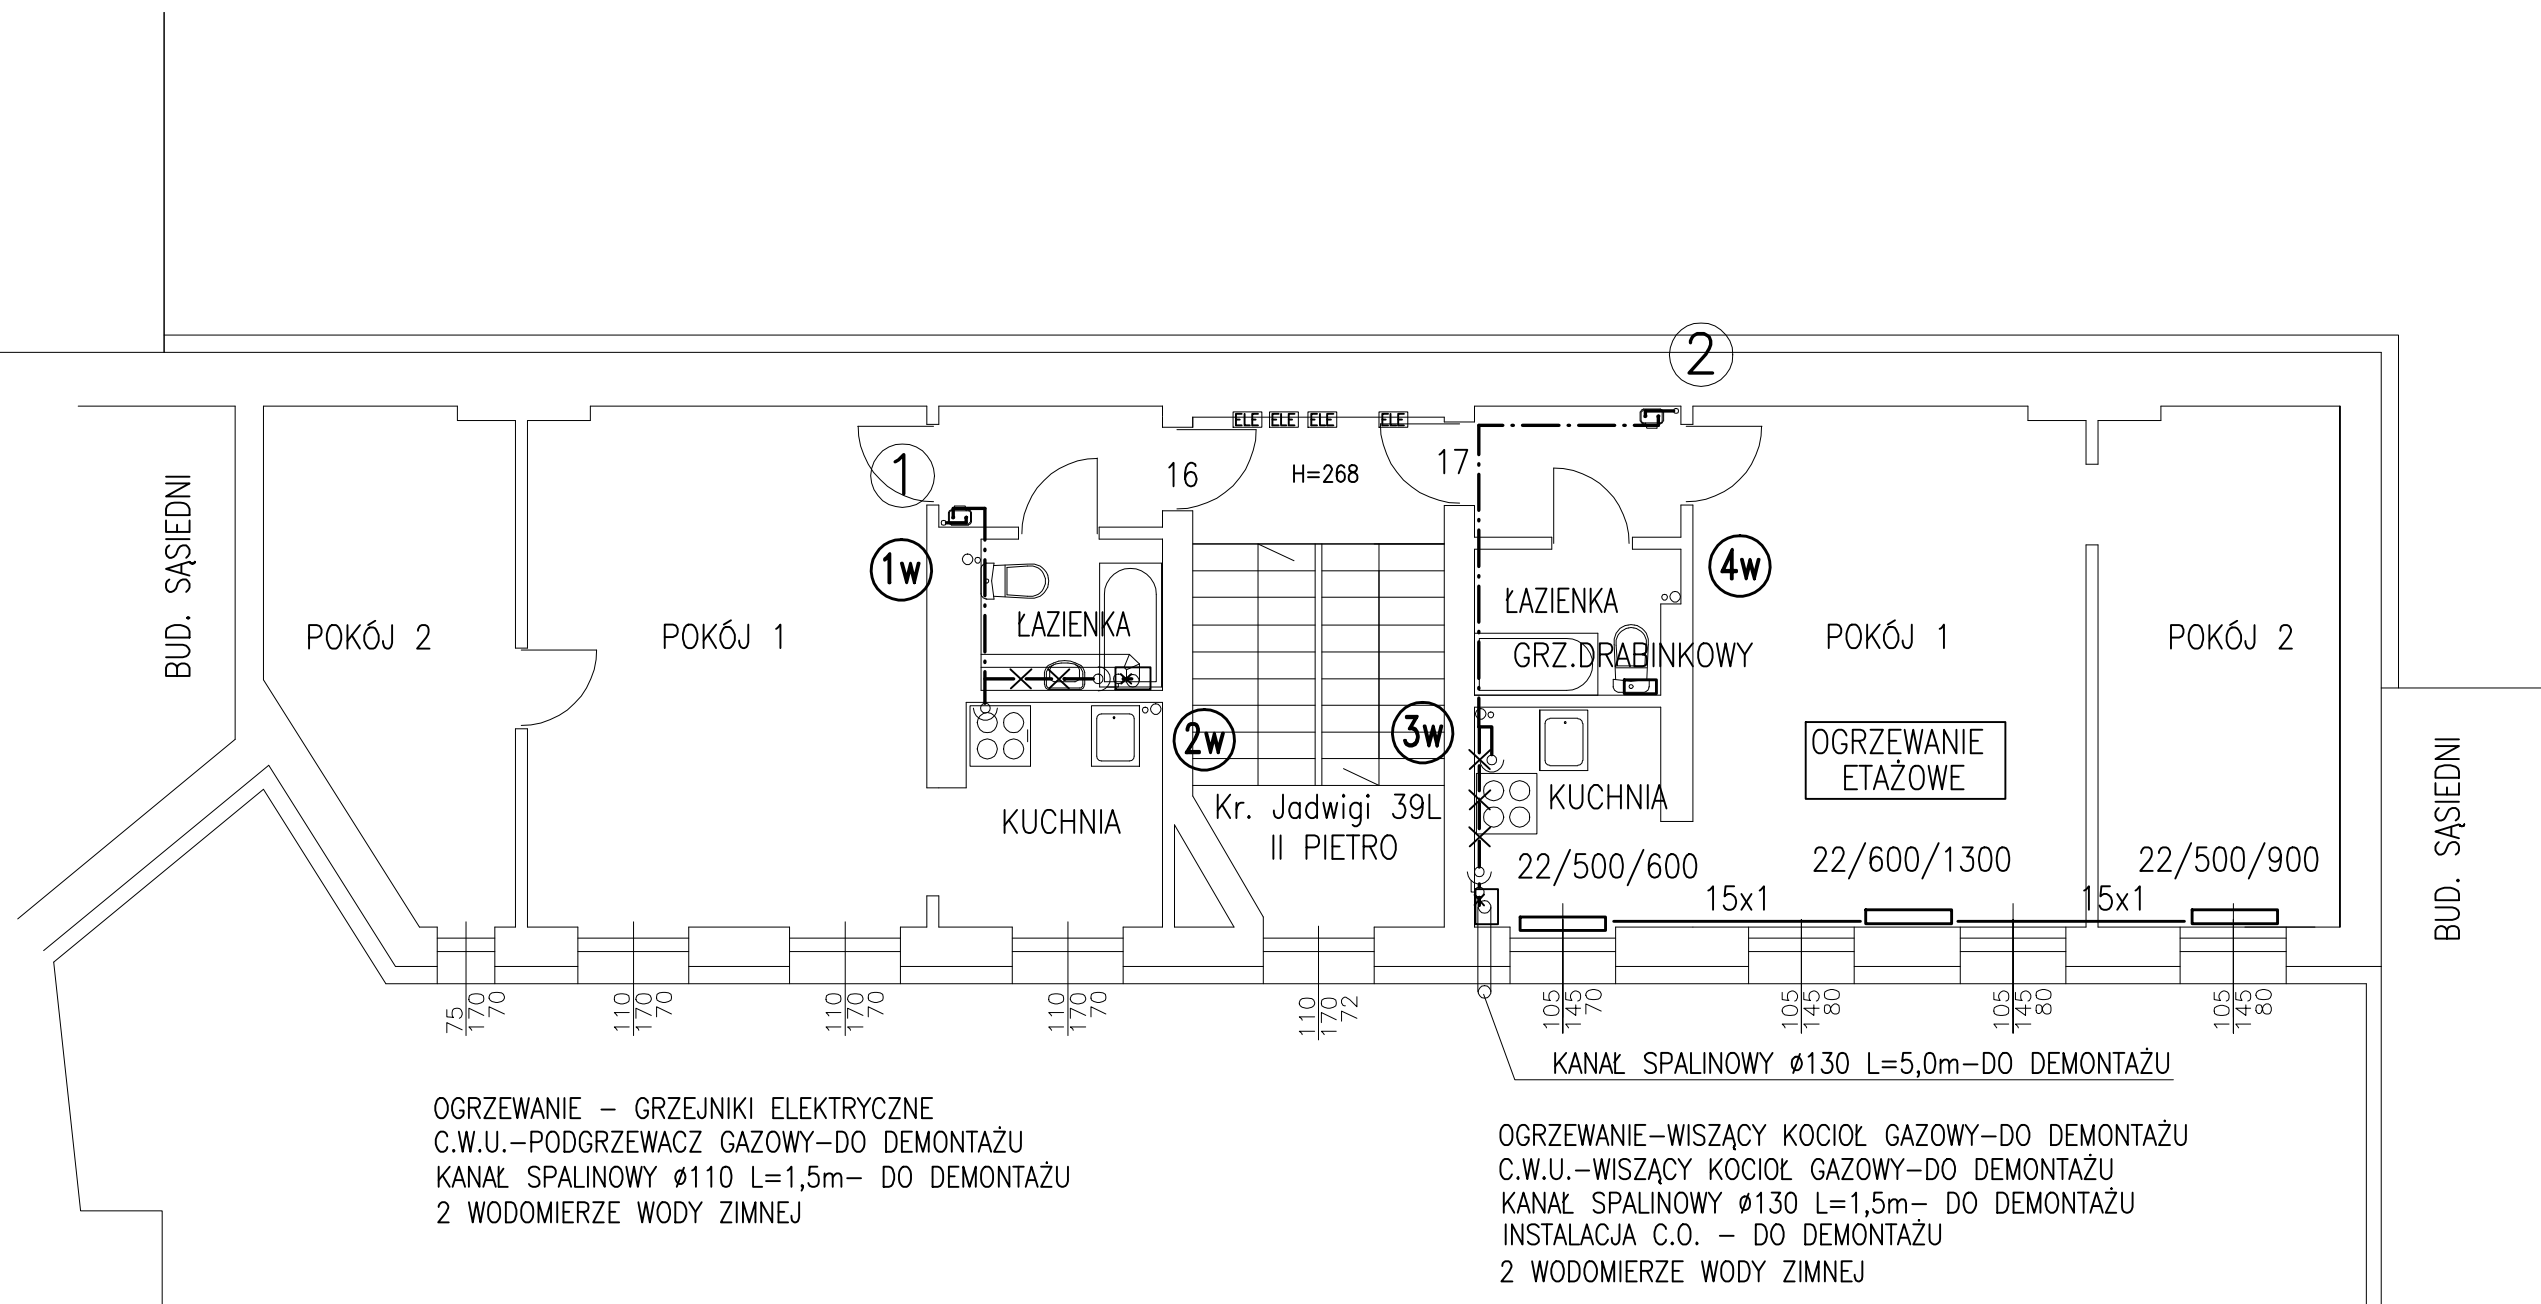 2
ELE ELE ELE ELE
1
16
H=268
17
BUD. SĄSIEDNI
1w
4w
ŁAZIENKA
ŁAZIENKA
POKÓJ 2
POKÓJ 1
POKÓJ 1
POKÓJ 2
GRZ.DRABINKOWY
2w
3w
OGRZEWANIE
ETAŻOWE
BUD. SĄSIEDNI
KUCHNIA
Kr. Jadwigi 39L
II PIETRO
KUCHNIA
22/500/600
22/600/1300
22/500/900
15x1
15x1
75
170
70
110
170
70
110
170
70
110
170
70
110
170
72
105
145
70
105
145
80
105
145
80
105
145
80
KANAŁ SPALINOWY ø130 L=5,0m-DO DEMONTAŻU
OGRZEWANIE - GRZEJNIKI ELEKTRYCZNE
C.W.U.-PODGRZEWACZ GAZOWY-DO DEMONTAŻU
KANAŁ SPALINOWY ø110 L=1,5m- DO DEMONTAŻU
2 WODOMIERZE WODY ZIMNEJ
OGRZEWANIE-WISZĄCY KOCIOŁ GAZOWY-DO DEMONTAŻU
C.W.U.-WISZĄCY KOCIOŁ GAZOWY-DO DEMONTAŻU
KANAŁ SPALINOWY ø130 L=1,5m- DO DEMONTAŻU
INSTALACJA C.O. - DO DEMONTAŻU
2 WODOMIERZE WODY ZIMNEJ